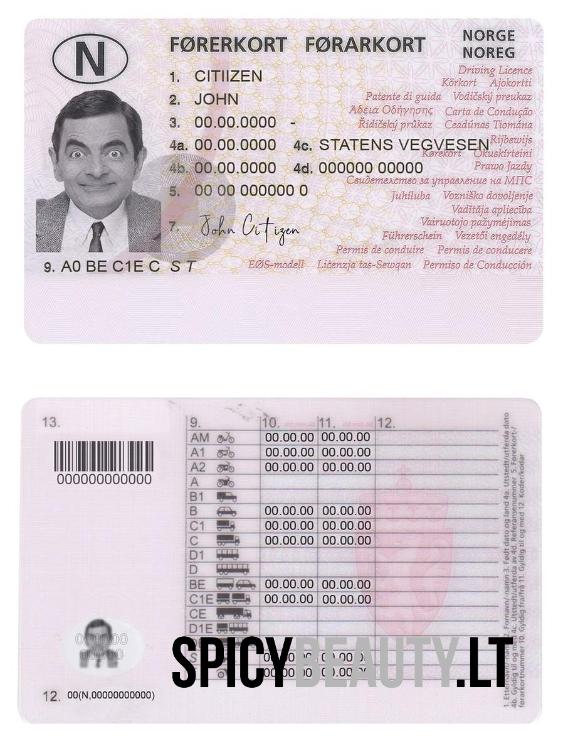 N
FØRERKORT FØRARKORT
NORGE
NOREG
1. CITIIZEN
2. JOHN
3. 00.00.0000 -
4a. 00.00.0000 4c. STATENS VEGVESEN
4b. 00.00.0000 4d. 000000 00000
5. 00 00 000000 0
7. John Citizen
9. A0 BE C1E C S T
Driving Licence
Körkort Ajokortti
Patente di guida Vodičský preukaz
Άδεια Οδήγησης Carta de Condução
Řidičský průkaz Ceadúnas Tiomána
Rijbewijs
Kørekort Okuskírteini
Prawo Jazdy
Свидетелство за управление на МПС
Juhiluba Vozniško dovoljenje
Vadītāja apliecība
Vairuotojo pažymėjimas
Führerschein Vezetői engedély
Permis de conduire Permis de conducere
EØS-modell Liċenzja tas-Sewqan Permiso de Conducción
13.
000000000000
9. 10. 11. 12.
AM 00.00.00 00.00.00
A1 00.00.00 00.00.00
A2 00.00.00 00.00.00
A
B1
B 00.00.00 00.00.00
C1 00.00.00 00.00.00
C 00.00.00 00.00.00
D1
D
BE 00.00.00 00.00.00
C1E 00.00.00 00.00.00
CE
D1E
12. 00(N,00000000000)
SPICYBEAUTY.LT